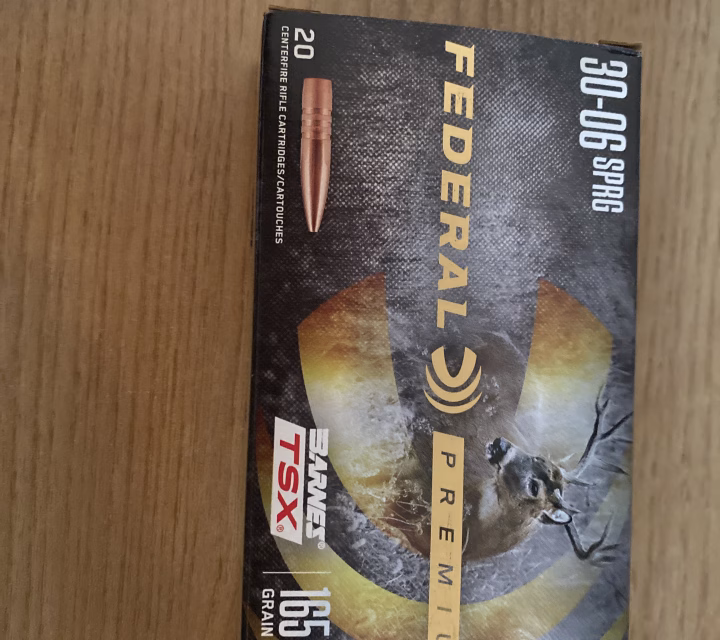 30-06 SPRG
FEDERAL
PREMIU
BARNES®
TSX®
165
GRAIN
20
CENTERFIRE RIFLE CARTRIDGES/CARTOUCHES